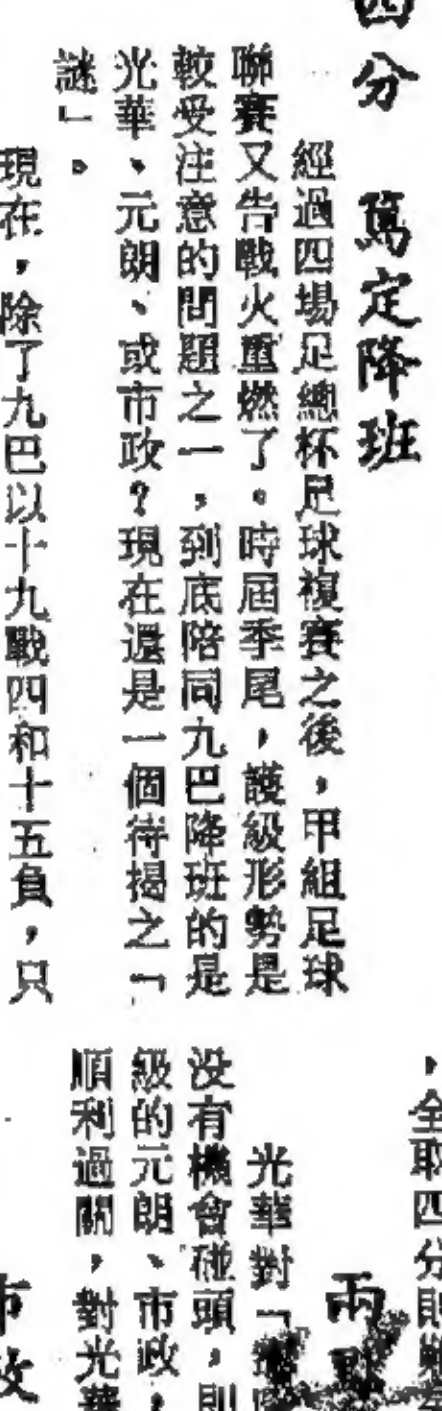 四分 篤定降班
經過四場足總杯足球複賽之後,甲組足球
聯賽又告戰火重燃了。時屆季尾,護級形勢是
較受注意的問題之一,到底陪同九巴降班的是
光華、元朗、或市政?現在還是一個待揭之「
謎」。
現在,除了九巴以十九戰四和十五負,只
,全取四分則難
兩
光華對「
没有機會碰頭,則
級的元朗、市政,
順利過關,對光華
市政